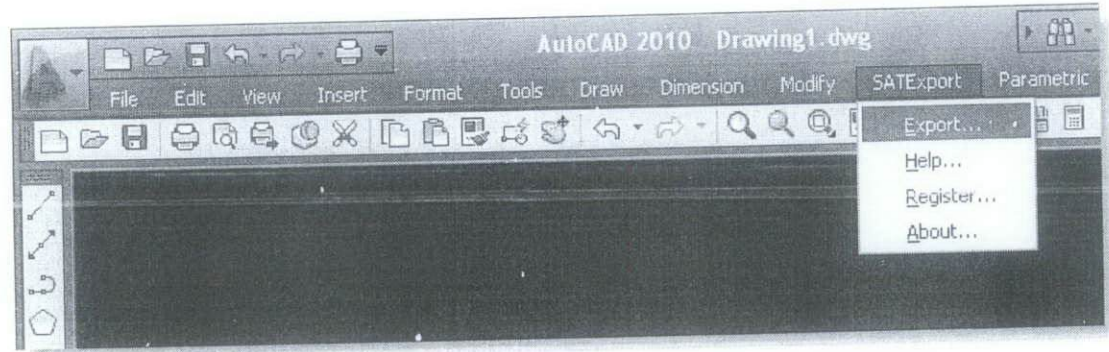 AutoCAD 2010 Drawing1.dwg
File Edit View Insert Format Tools Draw Dimension Modify SATExport Parametric
Export...
Help...
Register...
About...